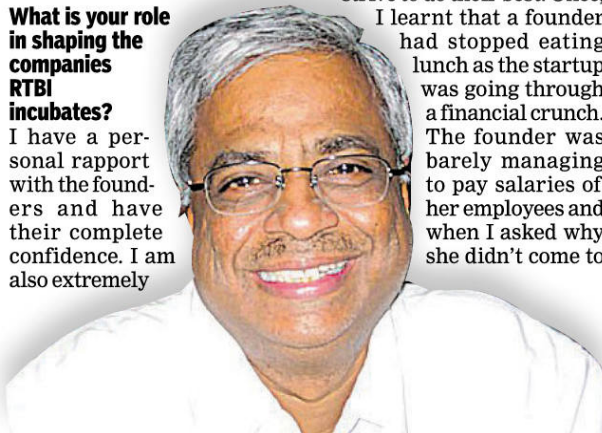 What is your role
in shaping the
companies
RTBI
incubates?
I have a per-
sonal rapport
with the found-
ers and have
their complete
confidence. I am
also extremely
I learnt that a founder
had stopped eating
lunch as the startup
was going through
a financial crunch.
The founder was
barely managing
to pay salaries of
her employees and
when I asked why
she didn't come to